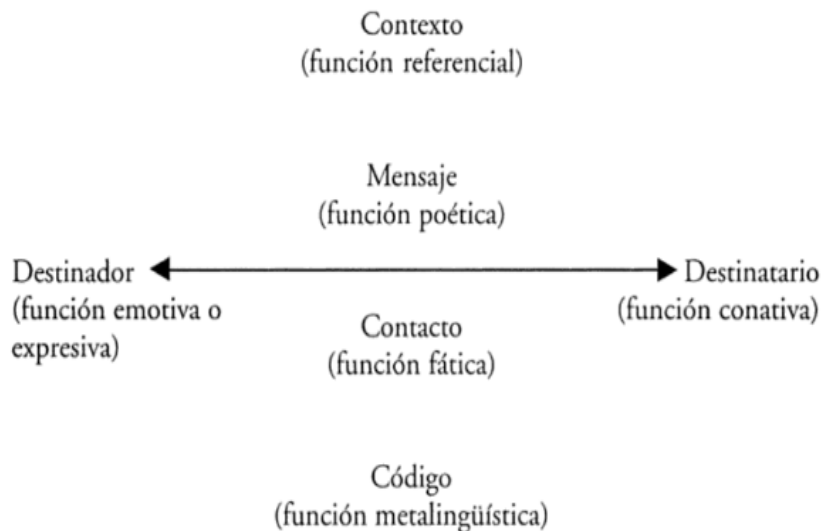 Contexto
(función referencial)
Mensaje
(función poética)
Destinador
(función emotiva o
expresiva)
Destinatario
(función conativa)
Contacto
(función fática)
Código
(función metalingüística)